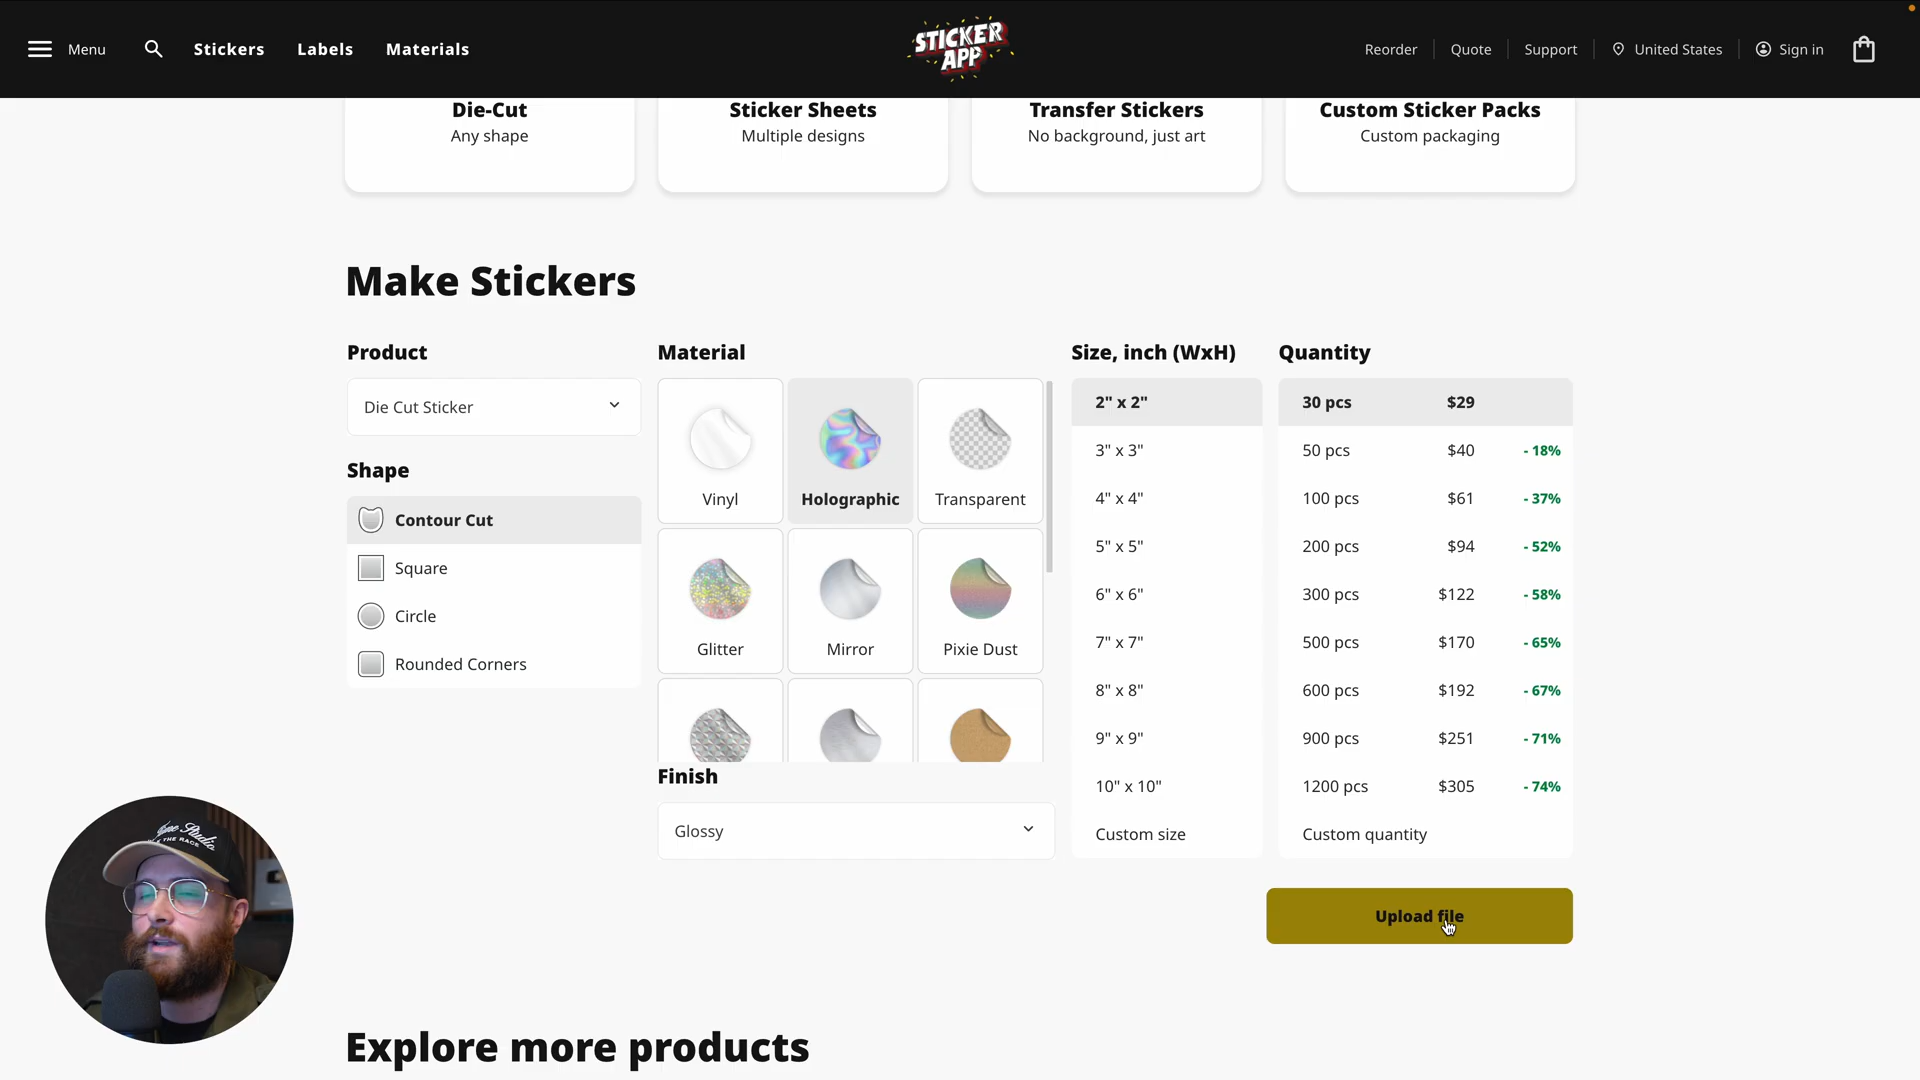 Menu
Stickers
Labels
Materials
STICKER
APP
Reorder
Quote
Support
United States
Sign in
Die-Cut
Any shape
Sticker Sheets
Multiple designs
Transfer Stickers
No background, just art
Custom Sticker Packs
Custom packaging
Make Stickers
Product
Die Cut Sticker
Shape
Contour Cut
Square
Circle
Rounded Corners
Material
Vinyl
Holographic
Transparent
Glitter
Mirror
Pixie Dust
Finish
Glossy
Size, inch (WxH)
2" x 2"
3" x 3"
4" x 4"
5" x 5"
6" x 6"
7" x 7"
8" x 8"
9" x 9"
10" x 10"
Custom size
Quantity
30 pcs $29
50 pcs $40 - 18%
100 pcs $61 - 37%
200 pcs $94 - 52%
300 pcs $122 - 58%
500 pcs $170 - 65%
600 pcs $192 - 67%
900 pcs $251 - 71%
1200 pcs $305 - 74%
Custom quantity
Upload file
Studio
THE RACE
Explore more products